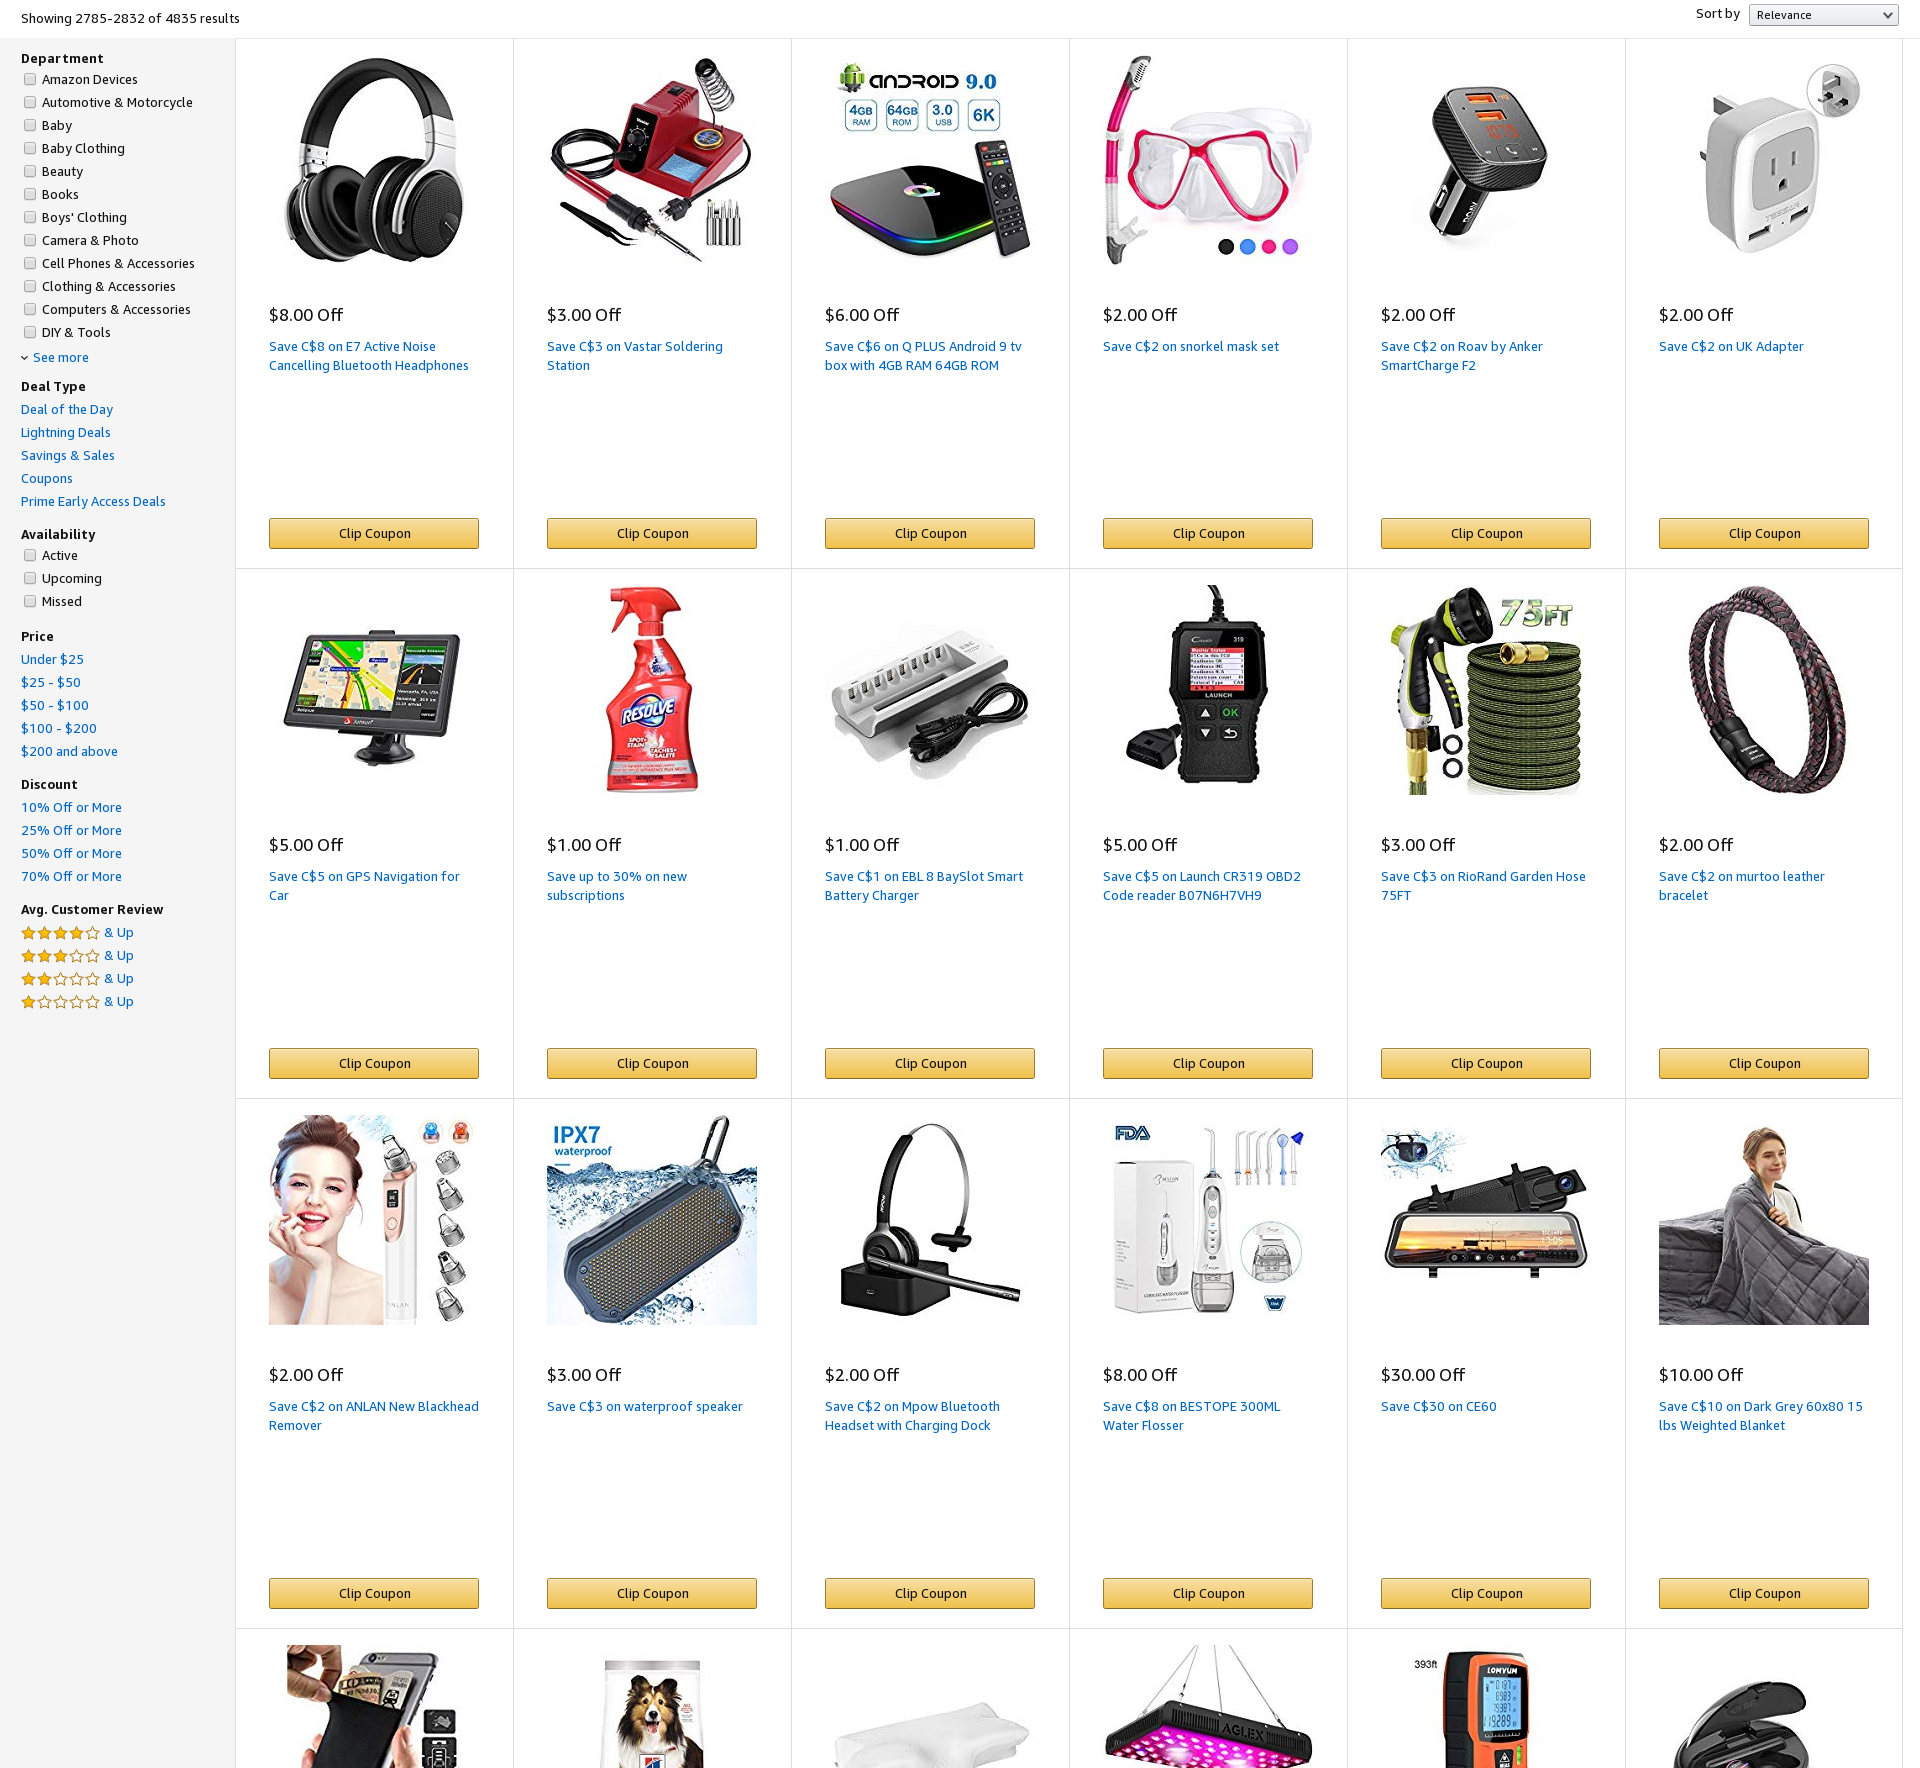 Showing 2785-2832 of 4835 results
Sort by Relevance
Department
Amazon Devices
Automotive & Motorcycle
Baby
Baby Clothing
Beauty
Books
Boys' Clothing
Camera & Photo
Cell Phones & Accessories
Clothing & Accessories
Computers & Accessories
DIY & Tools
See more
Deal Type
Deal of the Day
Lightning Deals
Savings & Sales
Coupons
Prime Early Access Deals
Availability
Active
Upcoming
Missed
Price
Under $25
$25 - $50
$50 - $100
$100 - $200
$200 and above
Discount
10% Off or More
25% Off or More
50% Off or More
70% Off or More
Avg. Customer Review
& Up
& Up
& Up
& Up
$8.00 Off
Save C$8 on E7 Active Noise
Cancelling Bluetooth Headphones
Clip Coupon
$3.00 Off
Save C$3 on Vastar Soldering
Station
Clip Coupon
ANDROID 9.0
4GB RAM 64GB ROM 3.0 USB 6K
$6.00 Off
Save C$6 on Q PLUS Android 9 tv
box with 4GB RAM 64GB ROM
Clip Coupon
$2.00 Off
Save C$2 on snorkel mask set
Clip Coupon
ROAV
$2.00 Off
Save C$2 on Roav by Anker
SmartCharge F2
Clip Coupon
$2.00 Off
Save C$2 on UK Adapter
Clip Coupon
$5.00 Off
Save C$5 on GPS Navigation for
Car
Clip Coupon
RESOLVE
SPOT+
STAIN
TACHES+
SALETÉ
$1.00 Off
Save up to 30% on new
subscriptions
Clip Coupon
$1.00 Off
Save C$1 on EBL 8 BaySlot Smart
Battery Charger
Clip Coupon
319
LAUNCH
OK
$5.00 Off
Save C$5 on Launch CR319 OBD2
Code reader B07N6H7VH9
Clip Coupon
75FT
$3.00 Off
Save C$3 on RioRand Garden Hose
75FT
Clip Coupon
$2.00 Off
Save C$2 on murtoo leather
bracelet
Clip Coupon
ANLAN
$2.00 Off
Save C$2 on ANLAN New Blackhead
Remover
Clip Coupon
IPX7
waterproof
$3.00 Off
Save C$3 on waterproof speaker
Clip Coupon
$2.00 Off
Save C$2 on Mpow Bluetooth
Headset with Charging Dock
Clip Coupon
FDA
$8.00 Off
Save C$8 on BESTOPE 300ML
Water Flosser
Clip Coupon
$30.00 Off
Save C$30 on CE60
Clip Coupon
$10.00 Off
Save C$10 on Dark Grey 60x80 15
lbs Weighted Blanket
Clip Coupon
AGLEX
393ft
LOMVUM